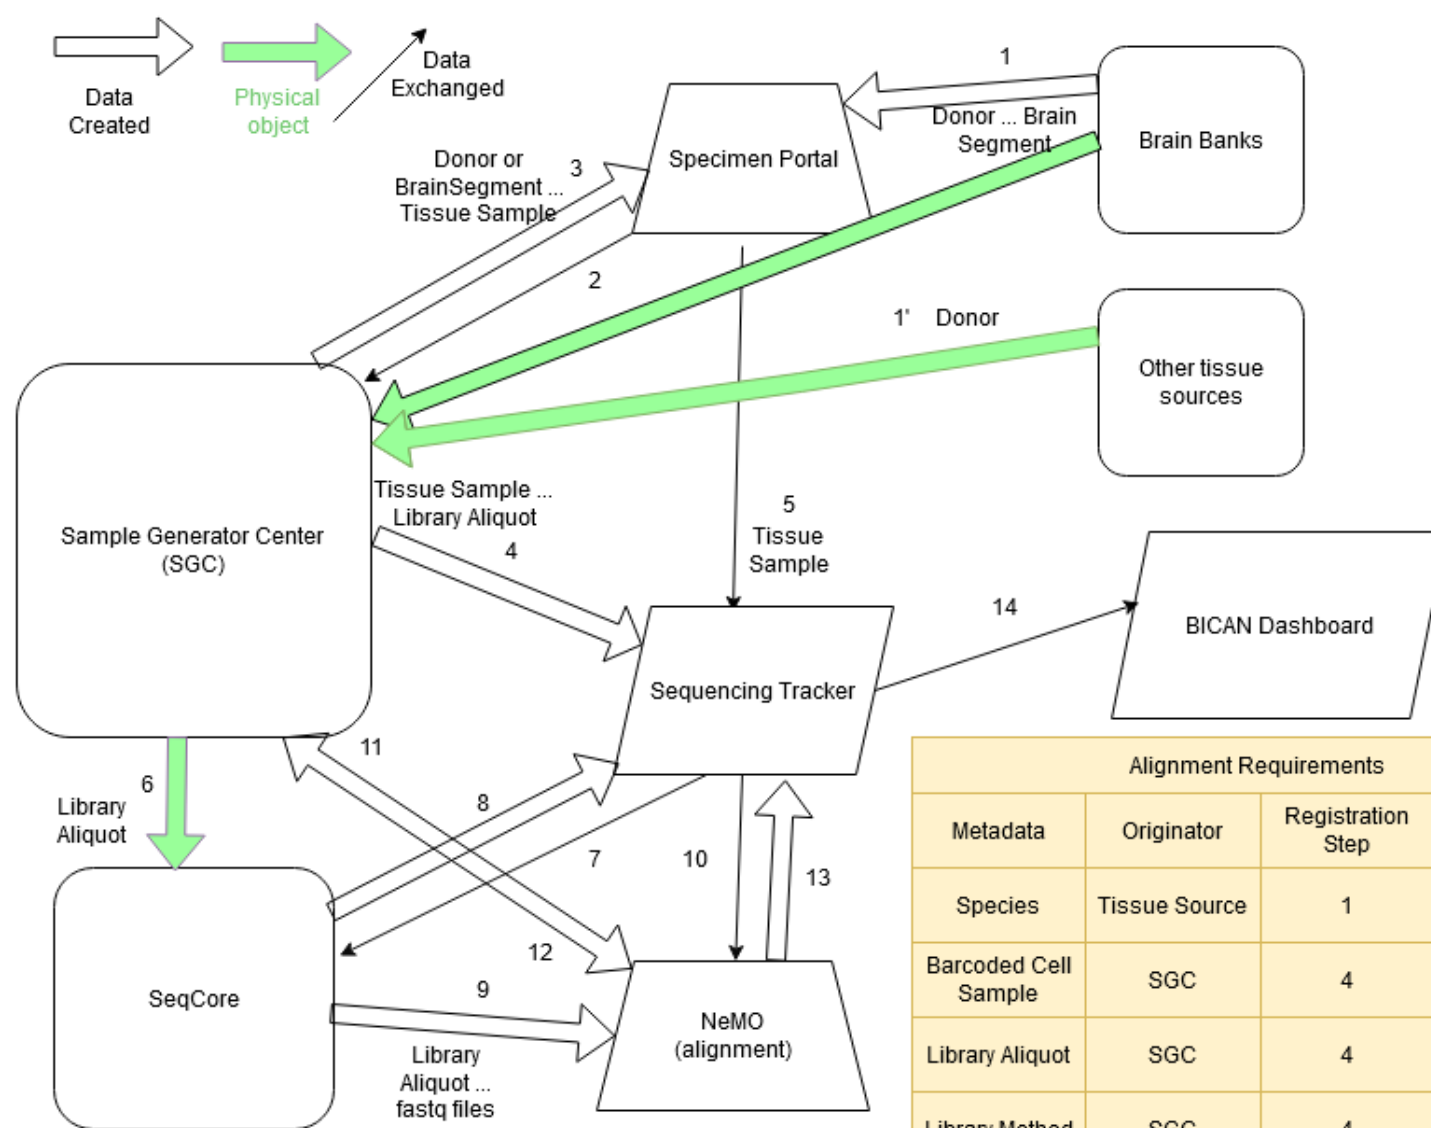 Data
Created
Physical
object
Data
Exchanged
1
Donor ... Brain
Segment
Brain Banks
Specimen Portal
Donor or
BrainSegment ...
Tissue Sample
3
2
1'
Donor
Other tissue
sources
Sample Generator Center
(SGC)
Tissue Sample ...
Library Aliquot
4
5
Tissue
Sample
14
BICAN Dashboard
Sequencing Tracker
11
6
Library
Aliquot
8
7
10
13
12
9
SeqCore
NeMO
(alignment)
Library
Aliquot ...
fastq files
Alignment Requirements
Metadata
Originator
Registration
Step
Species
Tissue Source
1
Barcoded Cell
Sample
SGC
4
Library Aliquot
SGC
4
Library Method
SGC
4